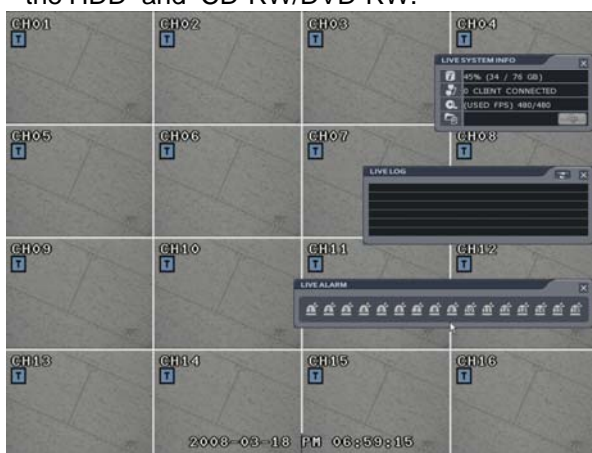 the HDD and CD-RW/DVD-RW.
CH01 CH02 CH03 CH04
T T T T
LIVE SYSTEM INFO
45% (34 / 76 GB)
0 CLIENT CONNECTED
(USED FPS) 480/480
CH05 CH06 CH07 CH08
T T T T
LIVE LOG
CH09 CH10 CH11 CH12
T T T T
LIVE ALARM
CH13 CH14 CH15 CH16
T T T T
2008-03-18 PM 06:59:15